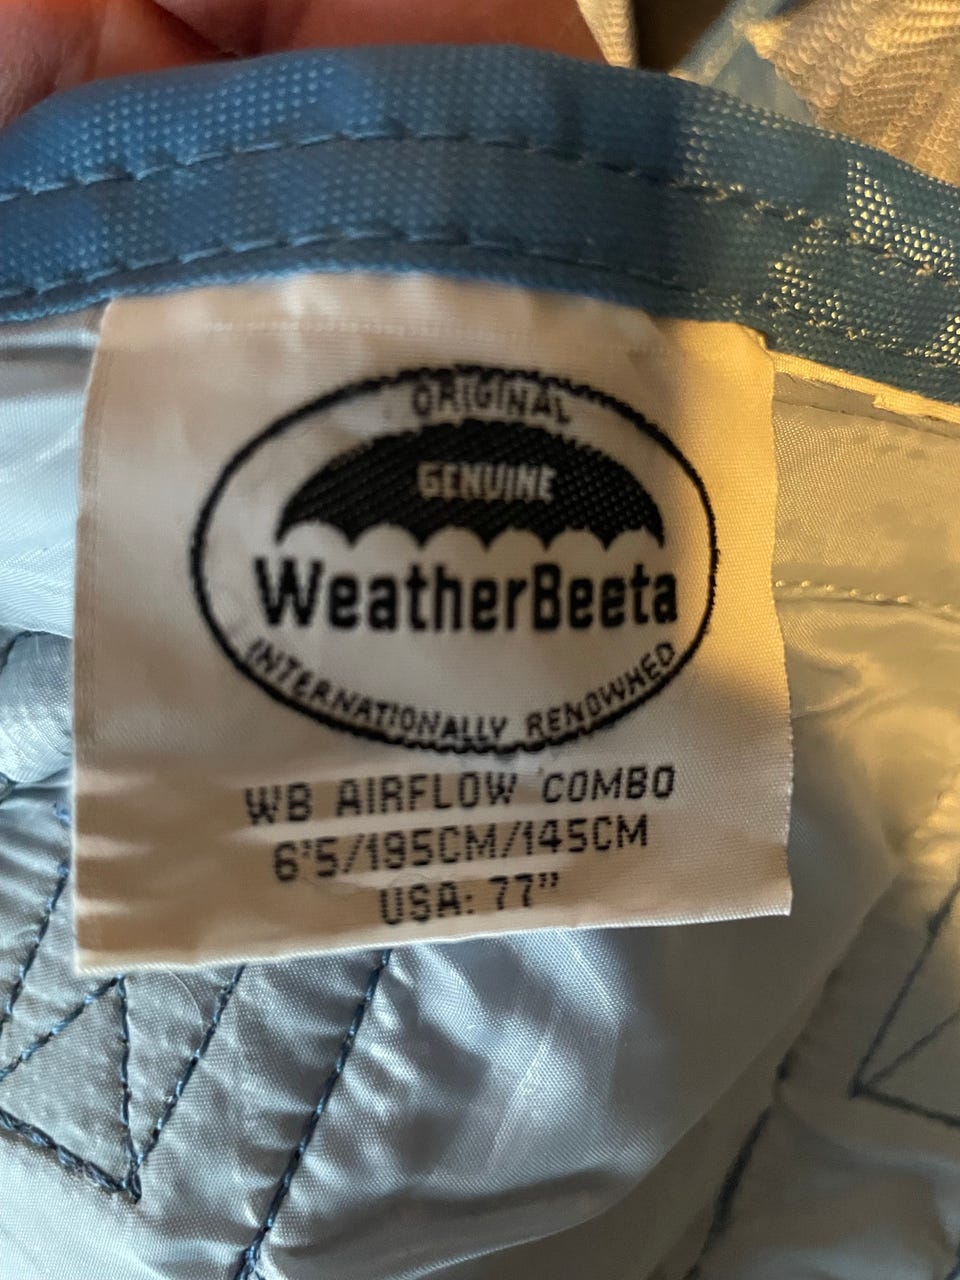 ORIGINAL
GENUINE
WeatherBeeta
INTERNATIONALLY RENOWNED
WB AIRFLOW COMBO
6'5/195CM/145CM
USA: 77"